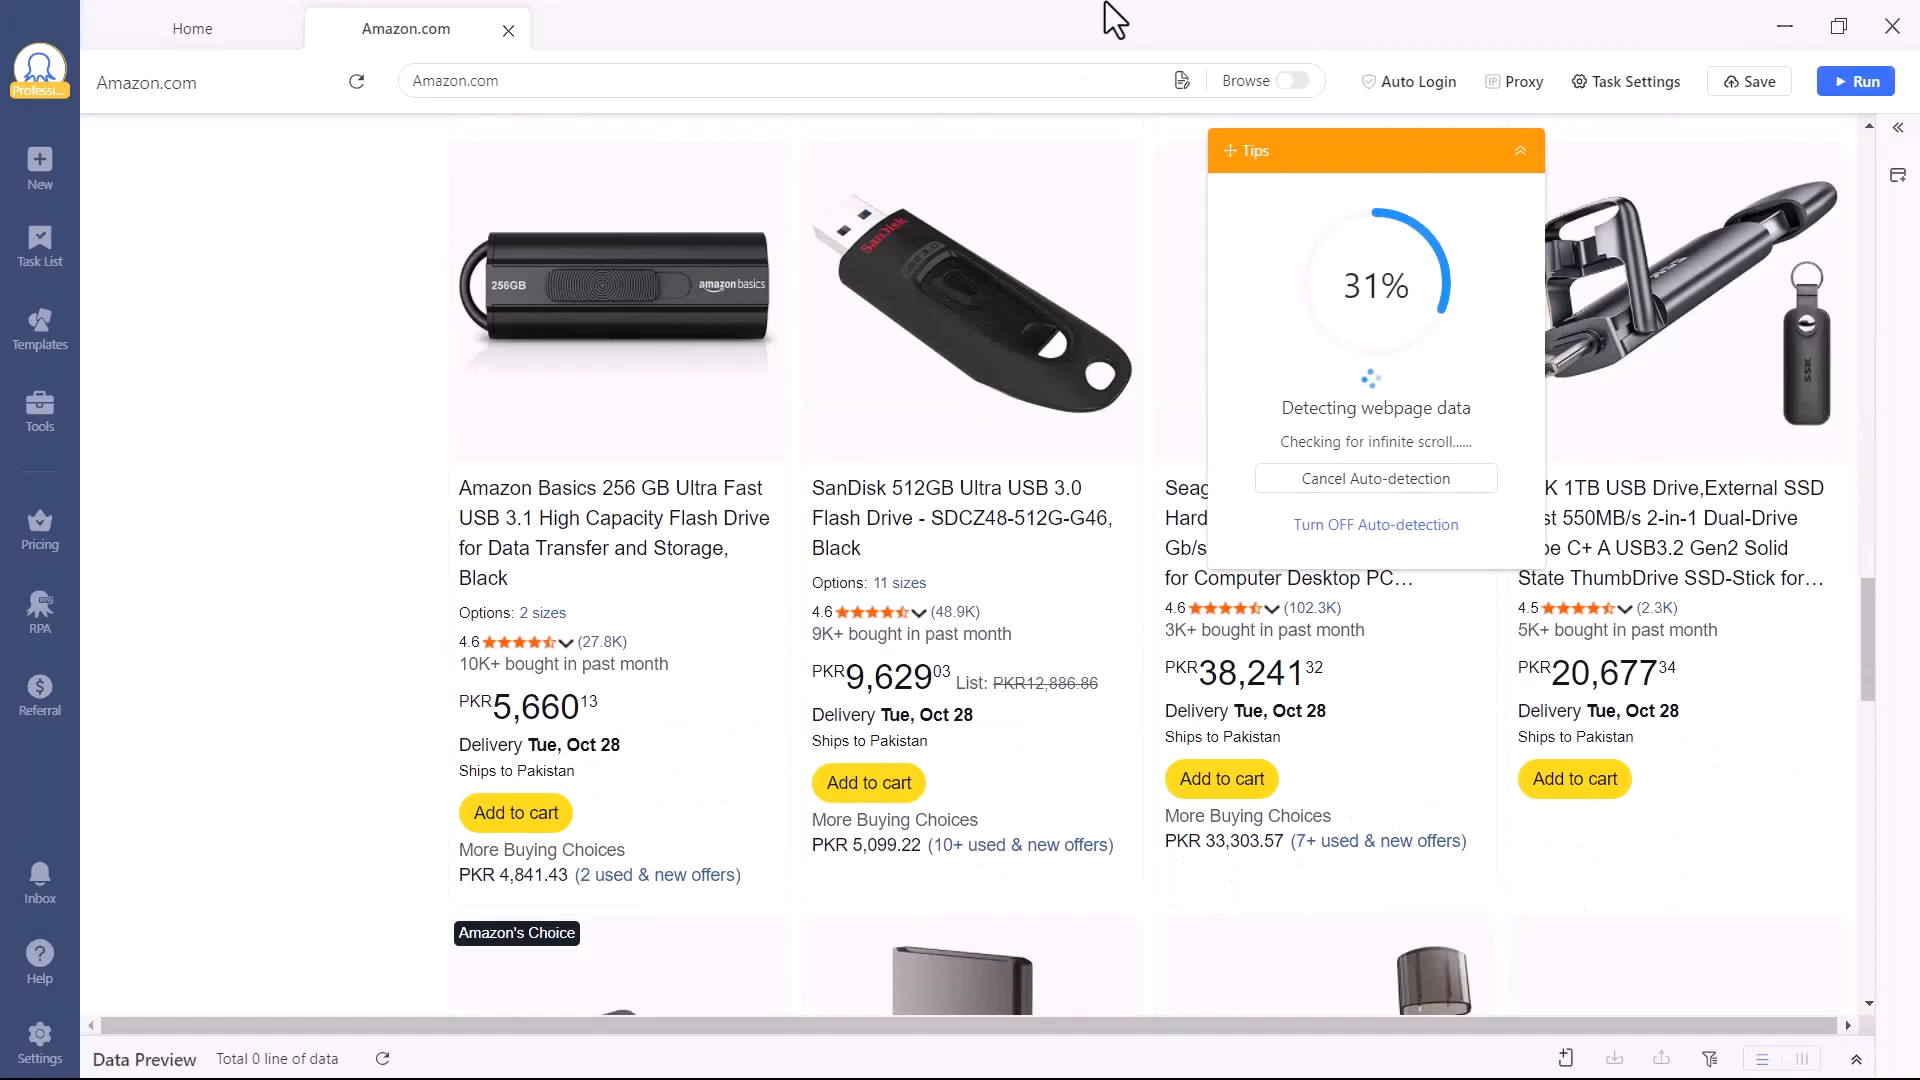 Home
Amazon.com
Professi...
Amazon.com
Amazon.com
Browse
Auto Login
IP Proxy
Task Settings
Save
Run
New
Task List
Templates
Tools
Pricing
RPA
Referral
Inbox
Help
Settings
Tips
31%
Detecting webpage data
Checking for infinite scroll......
Cancel Auto-detection
Turn OFF Auto-detection
256GB
amazon basics
SanDisk
SSK
Amazon Basics 256 GB Ultra Fast
USB 3.1 High Capacity Flash Drive
for Data Transfer and Storage,
Black
Options: 2 sizes
4.6 (27.8K)
10K+ bought in past month
PKR5,66013
Delivery Tue, Oct 28
Ships to Pakistan
Add to cart
More Buying Choices
PKR 4,841.43 (2 used & new offers)
SanDisk 512GB Ultra USB 3.0
Flash Drive - SDCZ48-512G-G46,
Black
Options: 11 sizes
4.6 (48.9K)
9K+ bought in past month
PKR9,62903 List: PKR12,886.86
Delivery Tue, Oct 28
Ships to Pakistan
Add to cart
More Buying Choices
PKR 5,099.22 (10+ used & new offers)
Seag
Hard
Gb/s
for Computer Desktop PC...
4.6 (102.3K)
3K+ bought in past month
PKR38,24132
Delivery Tue, Oct 28
Ships to Pakistan
Add to cart
More Buying Choices
PKR 33,303.57 (7+ used & new offers)
K 1TB USB Drive,External SSD
st 550MB/s 2-in-1 Dual-Drive
pe C+ A USB3.2 Gen2 Solid
State ThumbDrive SSD-Stick for...
4.5 (2.3K)
5K+ bought in past month
PKR20,67734
Delivery Tue, Oct 28
Ships to Pakistan
Add to cart
Amazon's Choice
Data Preview Total 0 line of data